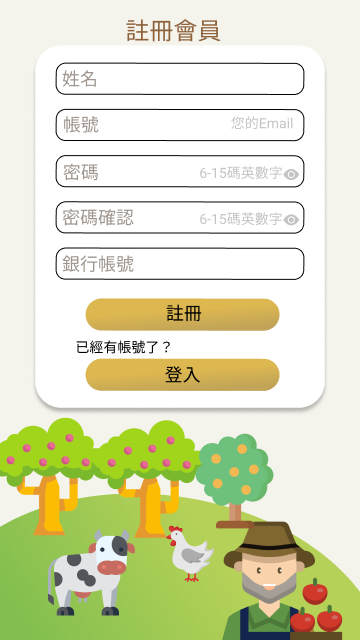 註冊會員
姓名
帳號 您的Email
密碼 6-15碼英數字
密碼確認 6-15碼英數字
銀行帳號
註冊
已經有帳號了？
登入